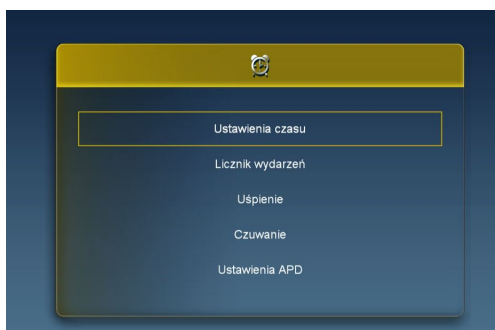 Ustawienia czasu
Licznik wydarzeń
Uśpienie
Czuwanie
Ustawienia APD